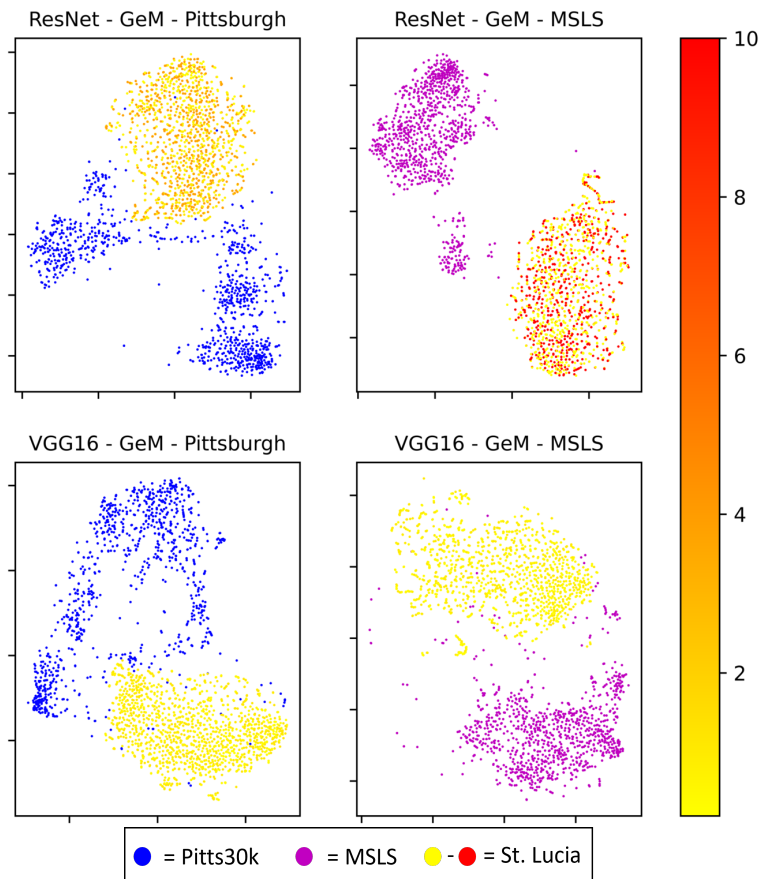 ResNet - GeM - Pittsburgh
ResNet - GeM - MSLS
10
8
6
4
2
VGG16 - GeM - Pittsburgh
VGG16 - GeM - MSLS
= Pitts30k = MSLS - = St. Lucia